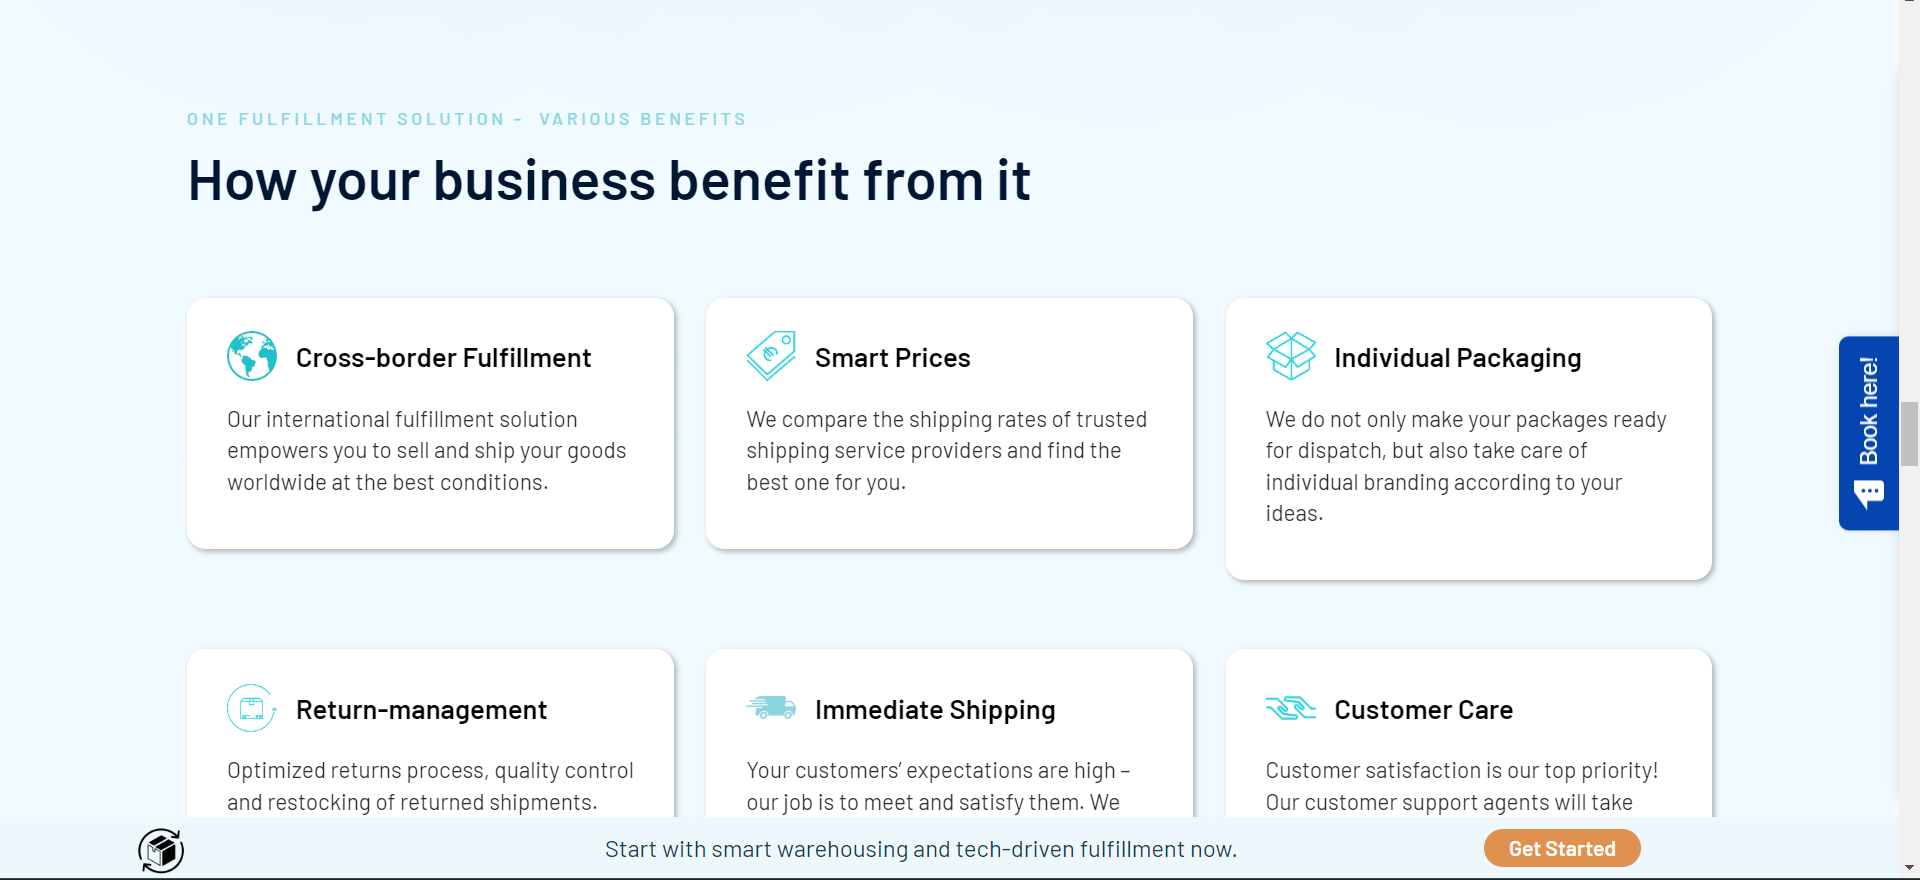 ONE FULFILLMENT SOLUTION - VARIOUS BENEFITS
How your business benefit from it
Cross-border Fulfillment
Our international fulfillment solution
empowers you to sell and ship your goods
worldwide at the best conditions.
Smart Prices
We compare the shipping rates of trusted
shipping service providers and find the
best one for you.
Individual Packaging
We do not only make your packages ready
for dispatch, but also take care of
individual branding according to your
ideas.
Book here!
Return-management
Optimized returns process, quality control
and restocking of returned shipments.
Immediate Shipping
Your customers’ expectations are high –
our job is to meet and satisfy them. We
Customer Care
Customer satisfaction is our top priority!
Our customer support agents will take
Start with smart warehousing and tech-driven fulfillment now.
Get Started